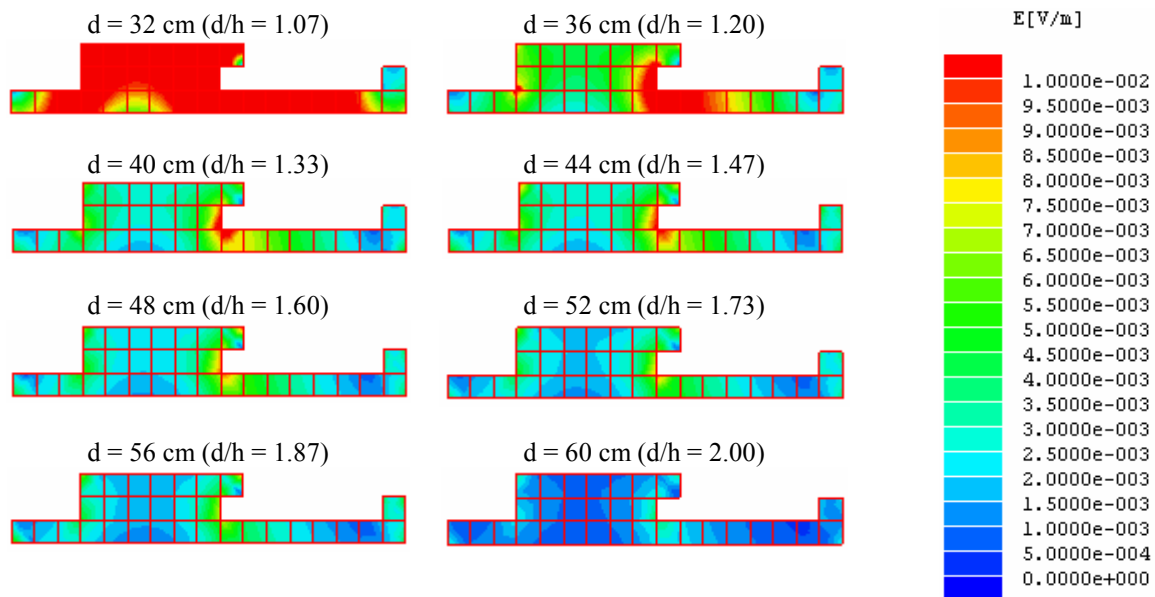 d = 32 cm (d/h = 1.07)
d = 36 cm (d/h = 1.20)
d = 40 cm (d/h = 1.33)
d = 44 cm (d/h = 1.47)
d = 48 cm (d/h = 1.60)
d = 52 cm (d/h = 1.73)
d = 56 cm (d/h = 1.87)
d = 60 cm (d/h = 2.00)
E[V/m]
1.0000e-002
9.5000e-003
9.0000e-003
8.5000e-003
8.0000e-003
7.5000e-003
7.0000e-003
6.5000e-003
6.0000e-003
5.5000e-003
5.0000e-003
4.5000e-003
4.0000e-003
3.5000e-003
3.0000e-003
2.5000e-003
2.0000e-003
1.5000e-003
1.0000e-003
5.0000e-004
0.0000e+000